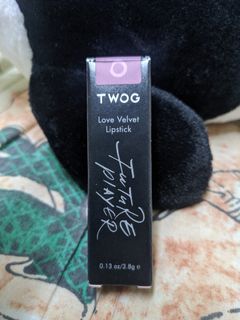 TWOG
Love Velvet
Lipstick
FUTURE
PLAYER
0.13 oz/3.8g e